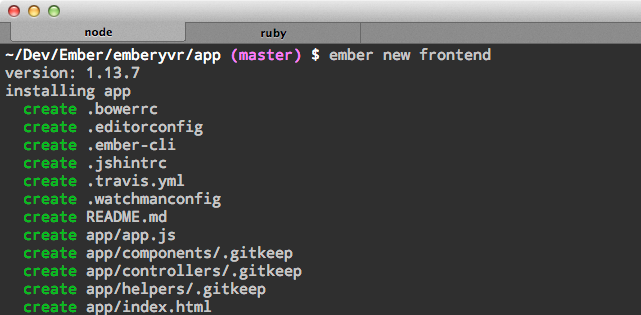 node ruby
~/Dev/Ember/emberyvr/app (master) $ ember new frontend
version: 1.13.7
installing app
create .bowerrc
create .editorconfig
create .ember-cli
create .jshintrc
create .travis.yml
create .watchmanconfig
create README.md
create app/app.js
create app/components/.gitkeep
create app/controllers/.gitkeep
create app/helpers/.gitkeep
create app/index.html